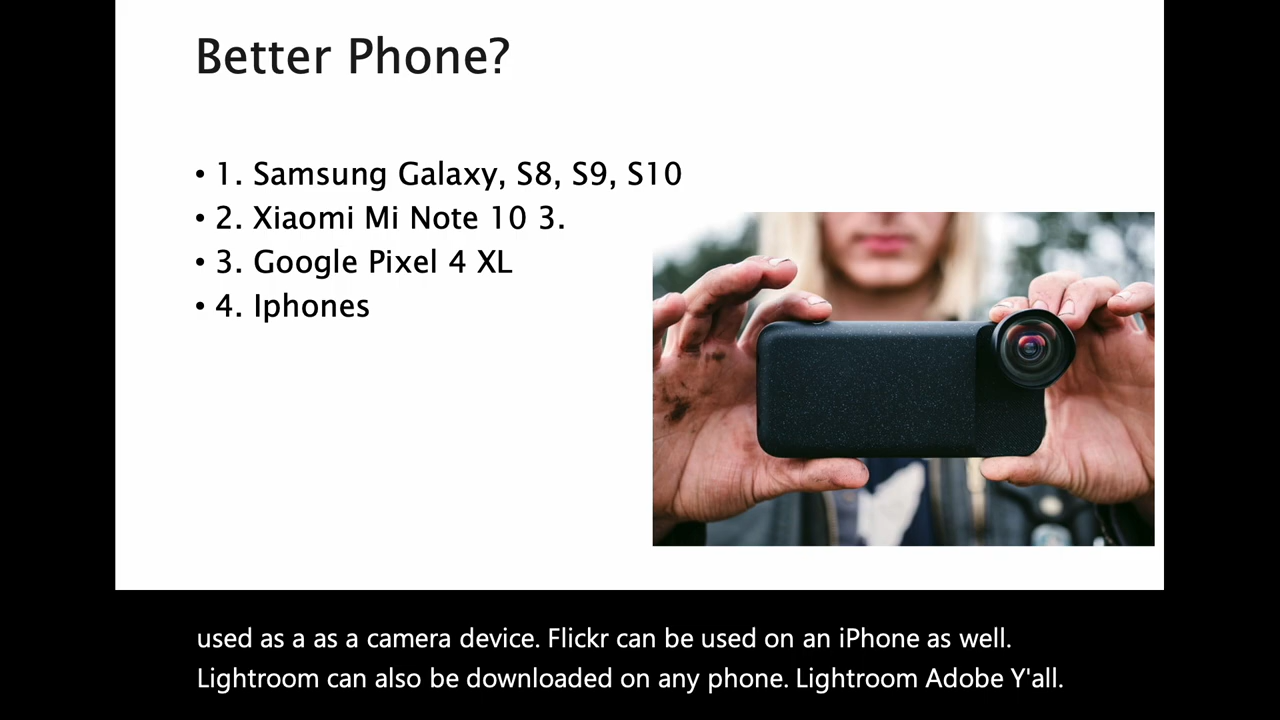 Better Phone?
• 1. Samsung Galaxy, S8, S9, S10
• 2. Xiaomi Mi Note 10 3.
• 3. Google Pixel 4 XL
• 4. Iphones
used as a as a camera device. Flickr can be used on an iPhone as well.
Lightroom can also be downloaded on any phone. Lightroom Adobe Y'all.